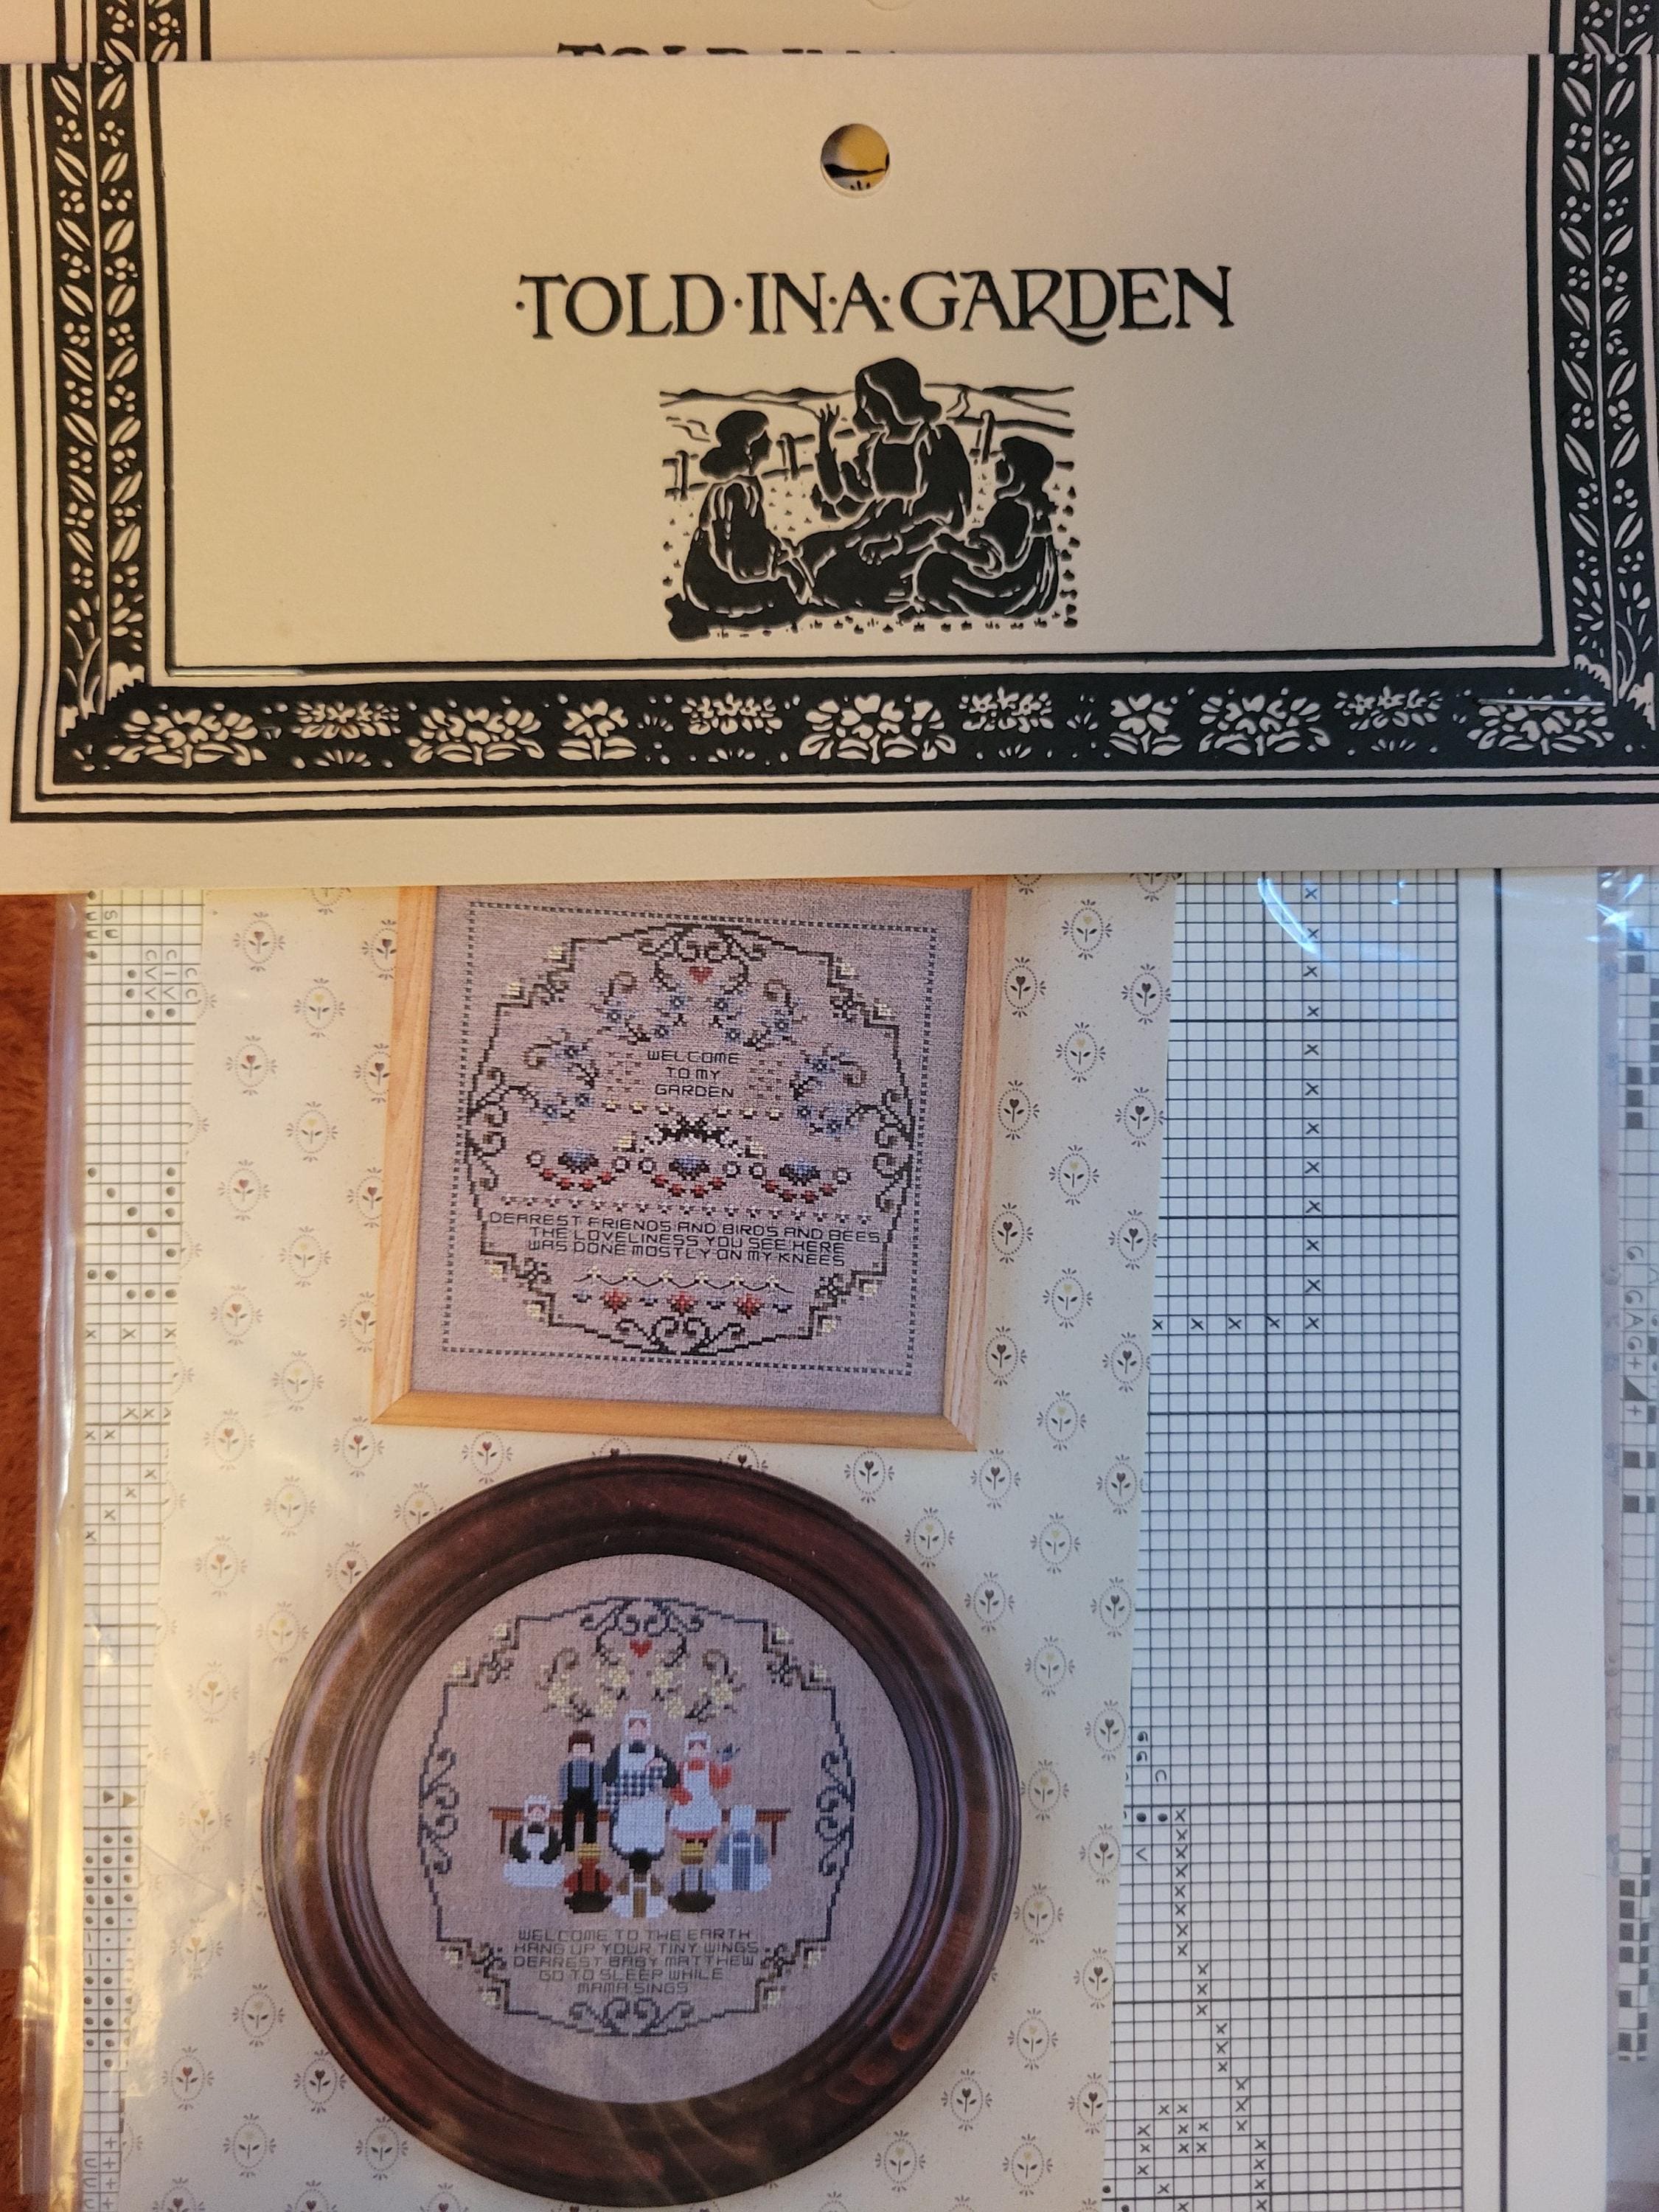 ·TOLD·IN·A·GARDEN
WELCOME
TO MY
GARDEN
DEAREST FRIENDS AND BIRDS AND BEES
THE LOVELINESS YOU SEE HERE
WAS DONE MOSTLY ON MY KNEES
WELCOME TO THE EARTH
HANG UP YOUR TINY WINGS
DEAREST BABY MATTHEW
GO TO SLEEP WHILE
MAMA SINGS